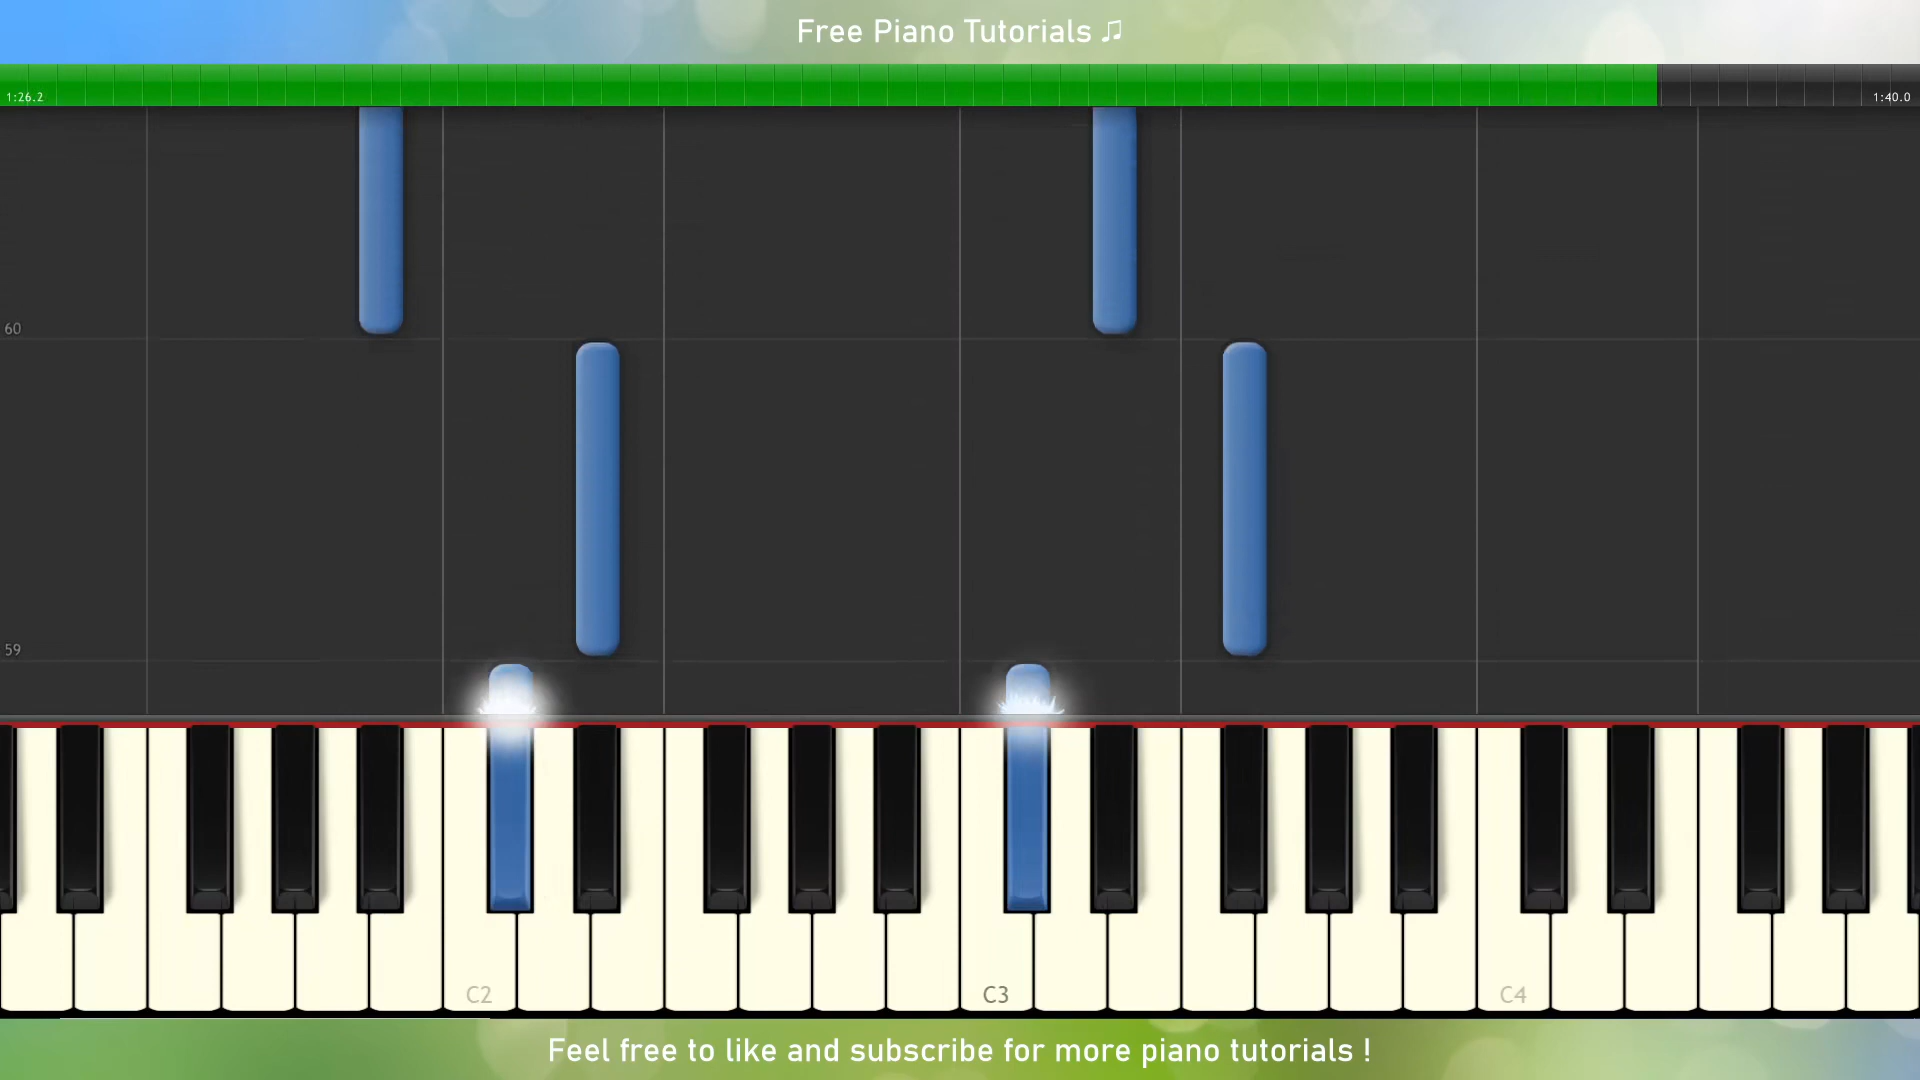 Free Piano Tutorials ♫
1:26.2
1:40.0
60
59
C2
C3
C4
Feel free to like and subscribe for more piano tutorials !